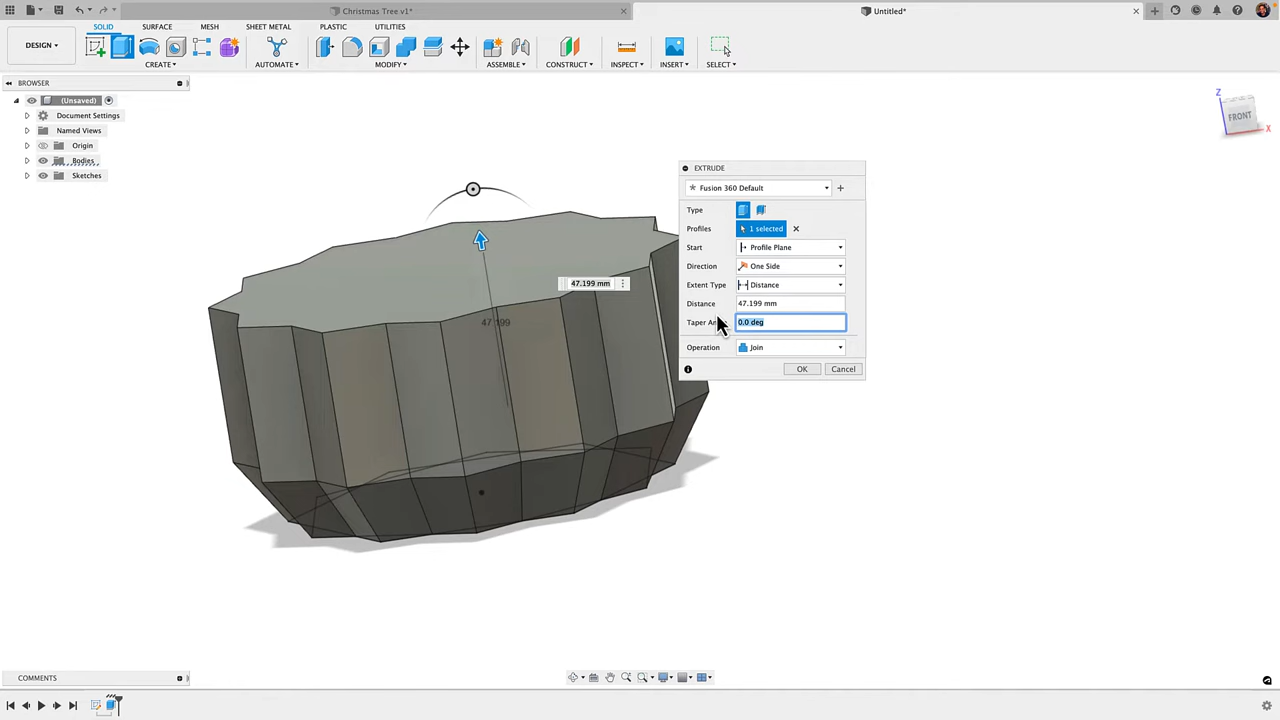 Christmas Tree v1*
Untitled*
DESIGN
SOLID
SURFACE
MESH
SHEET METAL
PLASTIC
UTILITIES
CREATE
AUTOMATE
MODIFY
ASSEMBLE
CONSTRUCT
INSPECT
INSERT
SELECT
BROWSER
(Unsaved)
Document Settings
Named Views
Origin
Bodies
Sketches
Z
FRONT
X
47.199 mm
47.199
EXTRUDE
Fusion 360 Default
Type
Profiles 1 selected
Start Profile Plane
Direction One Side
Extent Type Distance
Distance 47.199 mm
Taper 0.0 deg
Operation Join
OK Cancel
COMMENTS